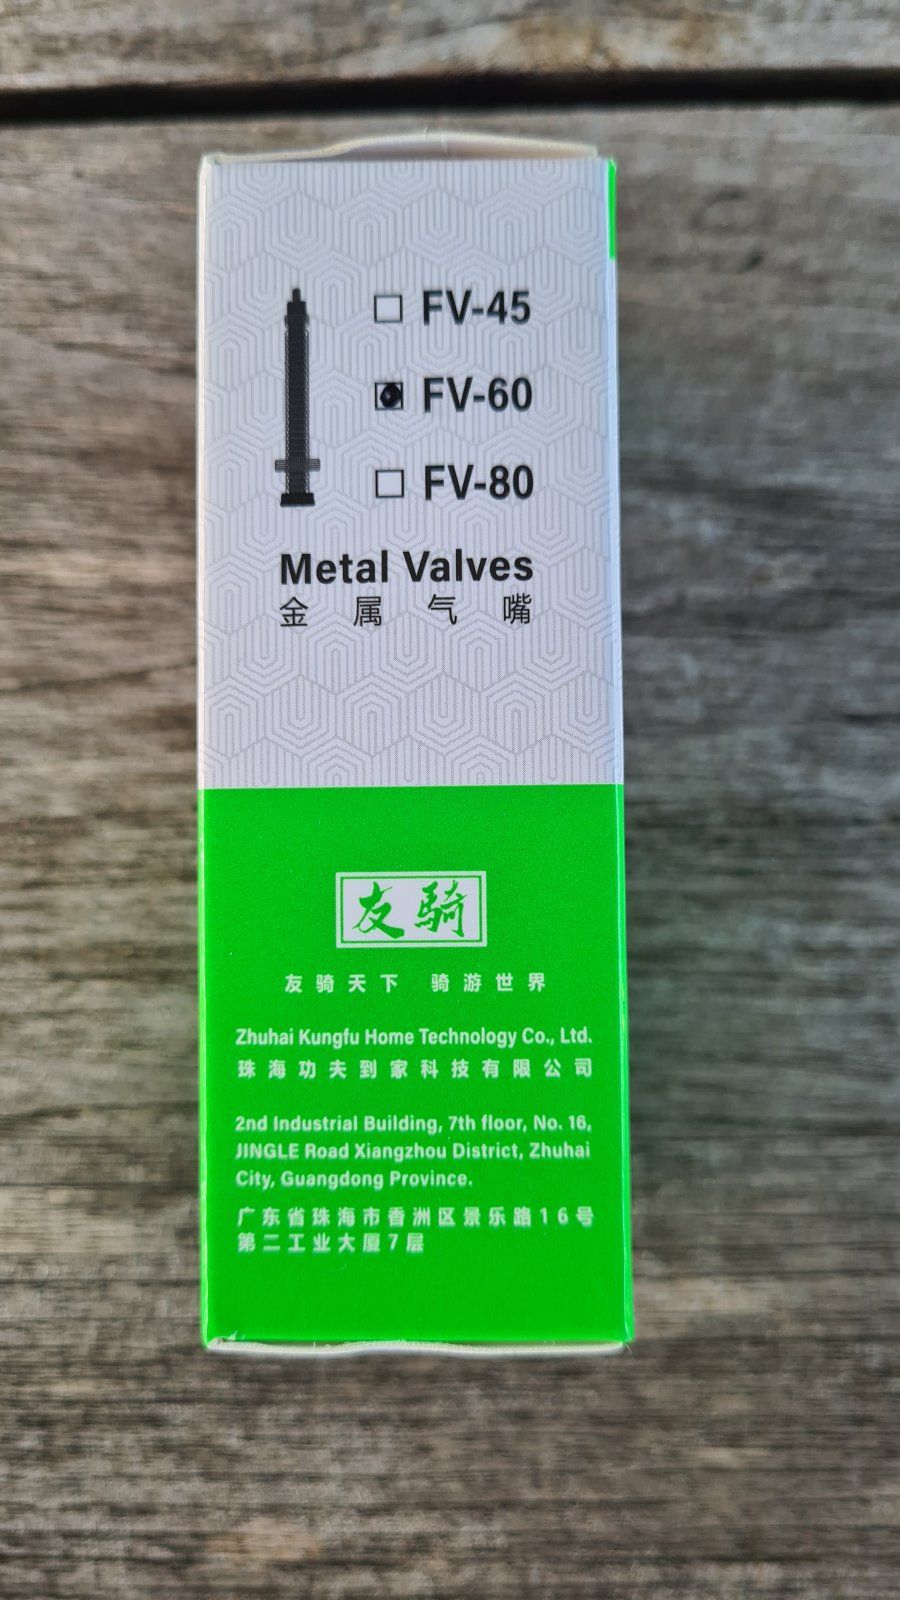 FV-45
FV-60
FV-80
Metal Valves
金属气嘴
友騎
友骑天下 骑游世界
Zhuhai Kungfu Home Technology Co., Ltd.
珠海功夫到家科技有限公司
2nd Industrial Building, 7th floor, No. 16,
JINGLE Road Xiangzhou District, Zhuhai
City, Guangdong Province.
广东省珠海市香洲区景乐路16号
第二工业大厦7层